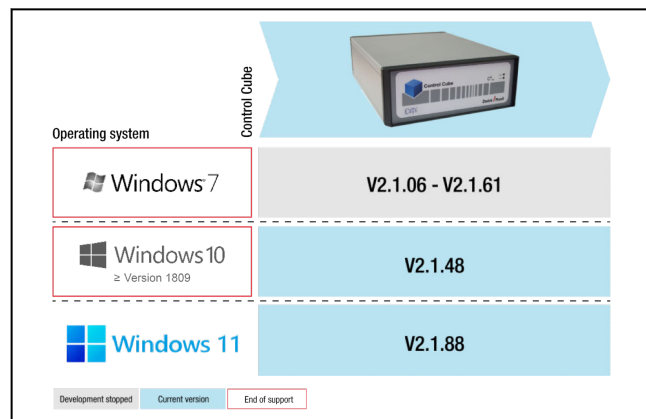 Control Cube
Control Cube
Operating system
Windows 7
V2.1.06 - V2.1.61
Windows 10
≥ Version 1809
V2.1.48
Windows 11
V2.1.88
Development stopped
Current version
End of support